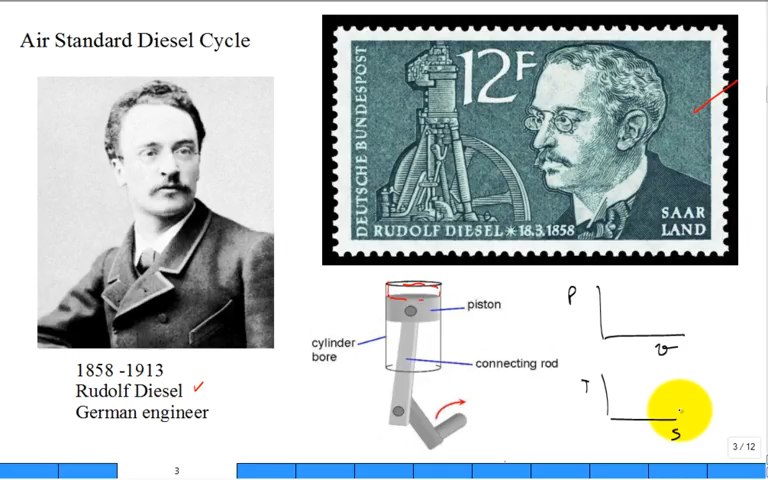 Air Standard Diesel Cycle
DEUTSCHE BUNDESPOST
12F
SAAR
LAND
RUDOLF DIESEL * 18.3.1858
1858 -1913
Rudolf Diesel
German engineer
piston
cylinder
bore
connecting rod
P
v
T
s
3 / 12
3